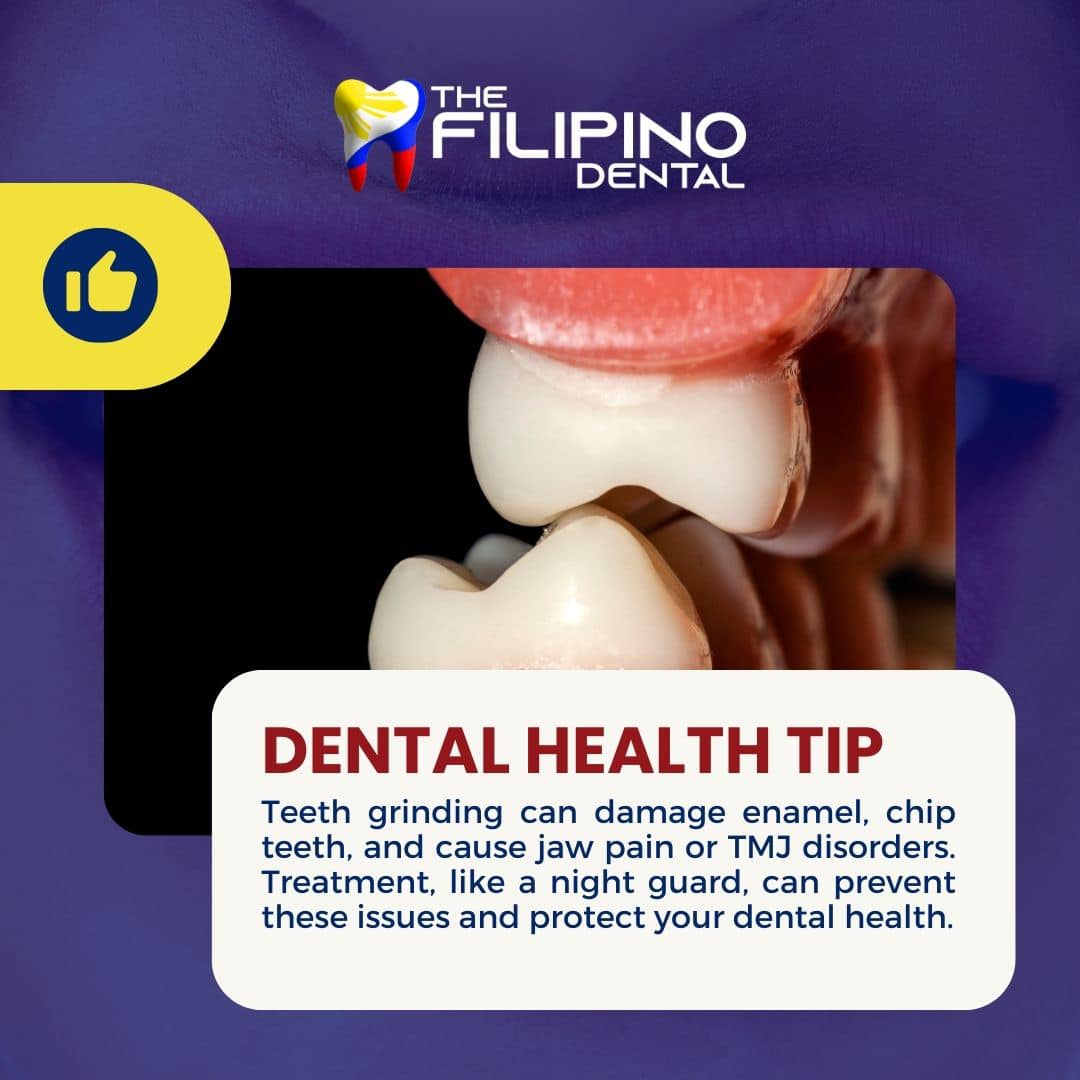 THE
FILIPINO
DENTAL
DENTAL HEALTH TIP
Teeth grinding can damage enamel, chip
teeth, and cause jaw pain or TMJ disorders.
Treatment, like a night guard, can prevent
these issues and protect your dental health.